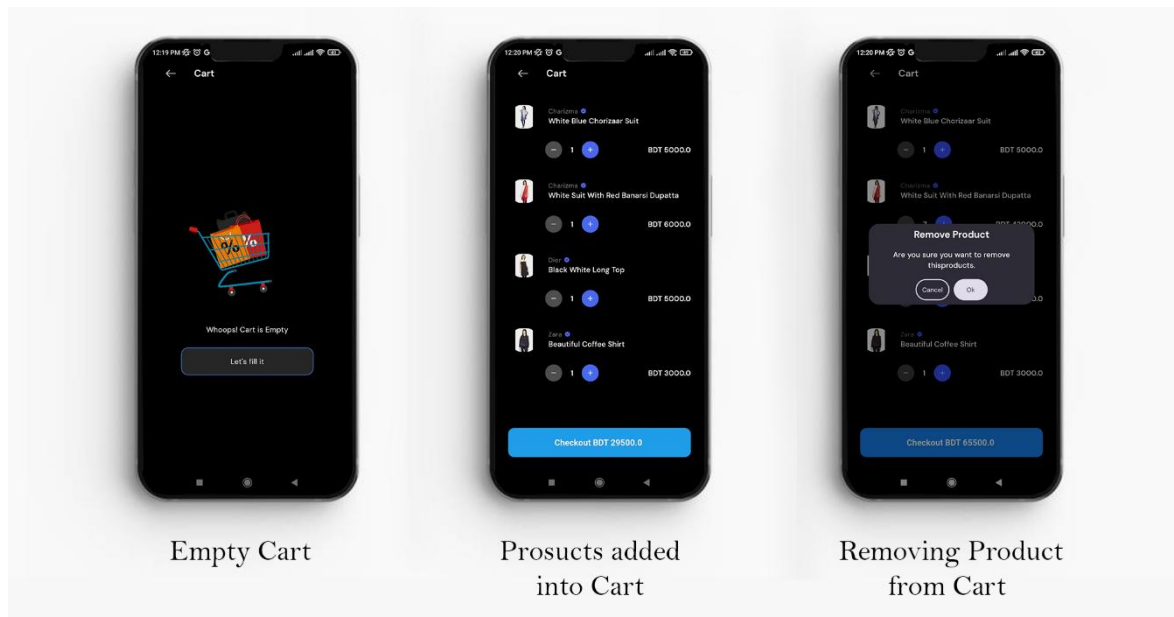 12:19 PM
Cart
Whoops! Cart is Empty
Let's fill it
Empty Cart
12:20 PM
Cart
Charizma
White Blue Chorizaar Suit
1 BDT 5000.0
Charizma
White Suit With Red Banarsi Dupatta
1 BDT 6000.0
Dior
Black White Long Top
1 BDT 5000.0
Zara
Beautiful Coffee Shirt
1 BDT 3000.0
Checkout BDT 29500.0
Prosucts added
into Cart
12:20 PM
Cart
Charizma
White Blue Chorizaar Suit
1 BDT 5000.0
Charizma
White Suit With Red Banarsi Dupatta
Remove Product
Are you sure you want to remove
thisproducts.
Cancel Ok
Zara
Beautiful Coffee Shirt
1 BDT 3000.0
Checkout BDT 65500.0
Removing Product
from Cart